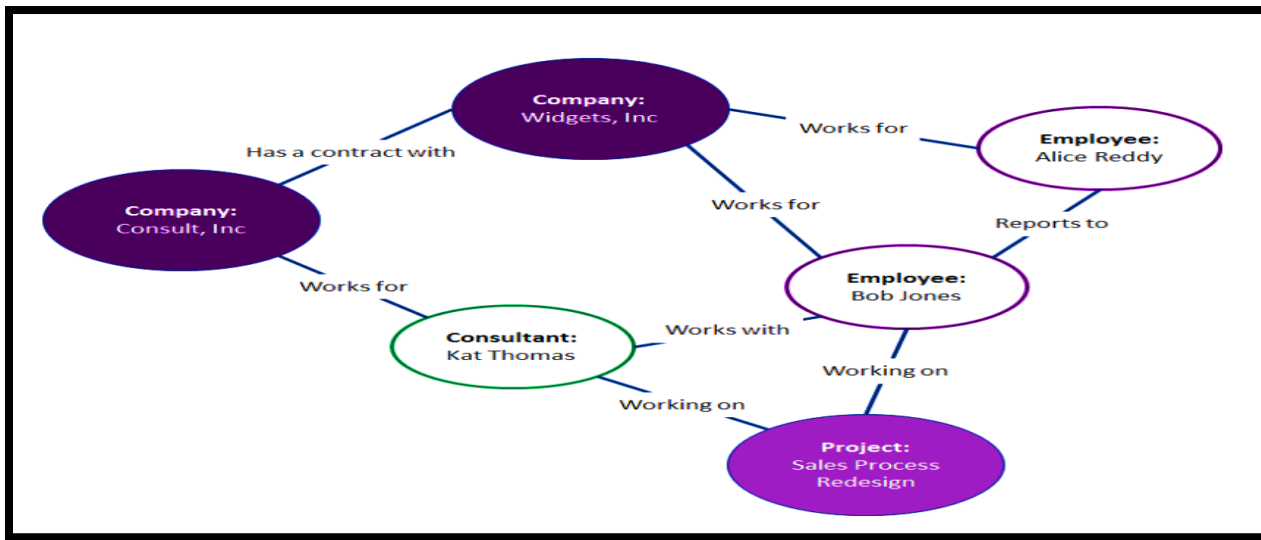 Company:
Widgets, Inc
Works for
Employee:
Alice Reddy
Has a contract with
Company:
Consult, Inc
Works for
Reports to
Employee:
Bob Jones
Works for
Consultant:
Kat Thomas
Works with
Working on
Working on
Project:
Sales Process
Redesign